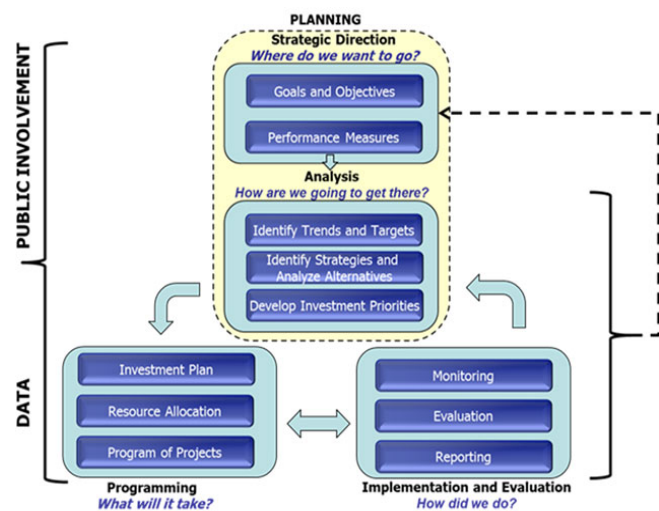 PLANNING
Strategic Direction
Where do we want to go?
Goals and Objectives
Performance Measures
Analysis
How are we going to get there?
Identify Trends and Targets
Identify Strategies and
Analyze Alternatives
Develop Investment Priorities
PUBLIC INVOLVEMENT
DATA
Investment Plan
Resource Allocation
Program of Projects
Programming
What will it take?
Monitoring
Evaluation
Reporting
Implementation and Evaluation
How did we do?